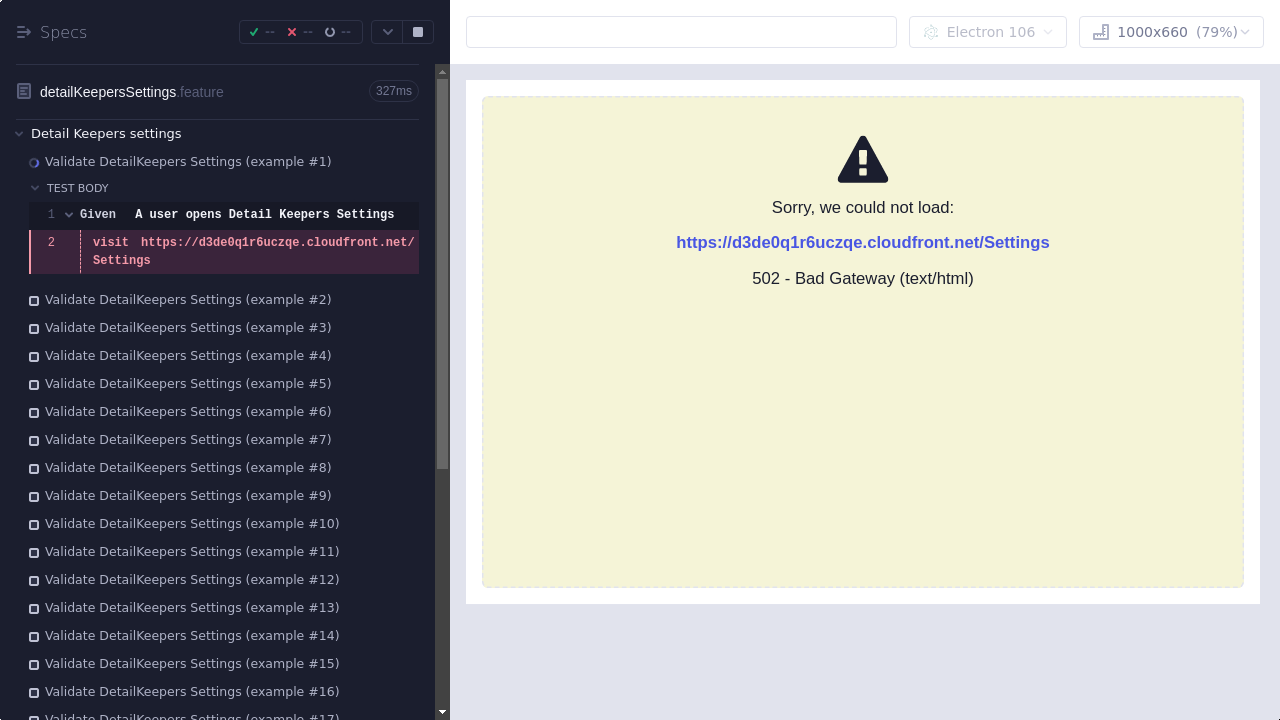 Specs
--
--
--
Electron 106
1000x660 (79%)
detailKeepersSettings.feature
327ms
Detail Keepers settings
Validate DetailKeepers Settings (example #1)
TEST BODY
1 Given A user opens Detail Keepers Settings
2 visit https://d3de0q1r6uczqe.cloudfront.net/
Settings
Validate DetailKeepers Settings (example #2)
Validate DetailKeepers Settings (example #3)
Validate DetailKeepers Settings (example #4)
Validate DetailKeepers Settings (example #5)
Validate DetailKeepers Settings (example #6)
Validate DetailKeepers Settings (example #7)
Validate DetailKeepers Settings (example #8)
Validate DetailKeepers Settings (example #9)
Validate DetailKeepers Settings (example #10)
Validate DetailKeepers Settings (example #11)
Validate DetailKeepers Settings (example #12)
Validate DetailKeepers Settings (example #13)
Validate DetailKeepers Settings (example #14)
Validate DetailKeepers Settings (example #15)
Validate DetailKeepers Settings (example #16)
Validate DetailKeepers Settings (example #17)
Sorry, we could not load:
https://d3de0q1r6uczqe.cloudfront.net/Settings
502 - Bad Gateway (text/html)